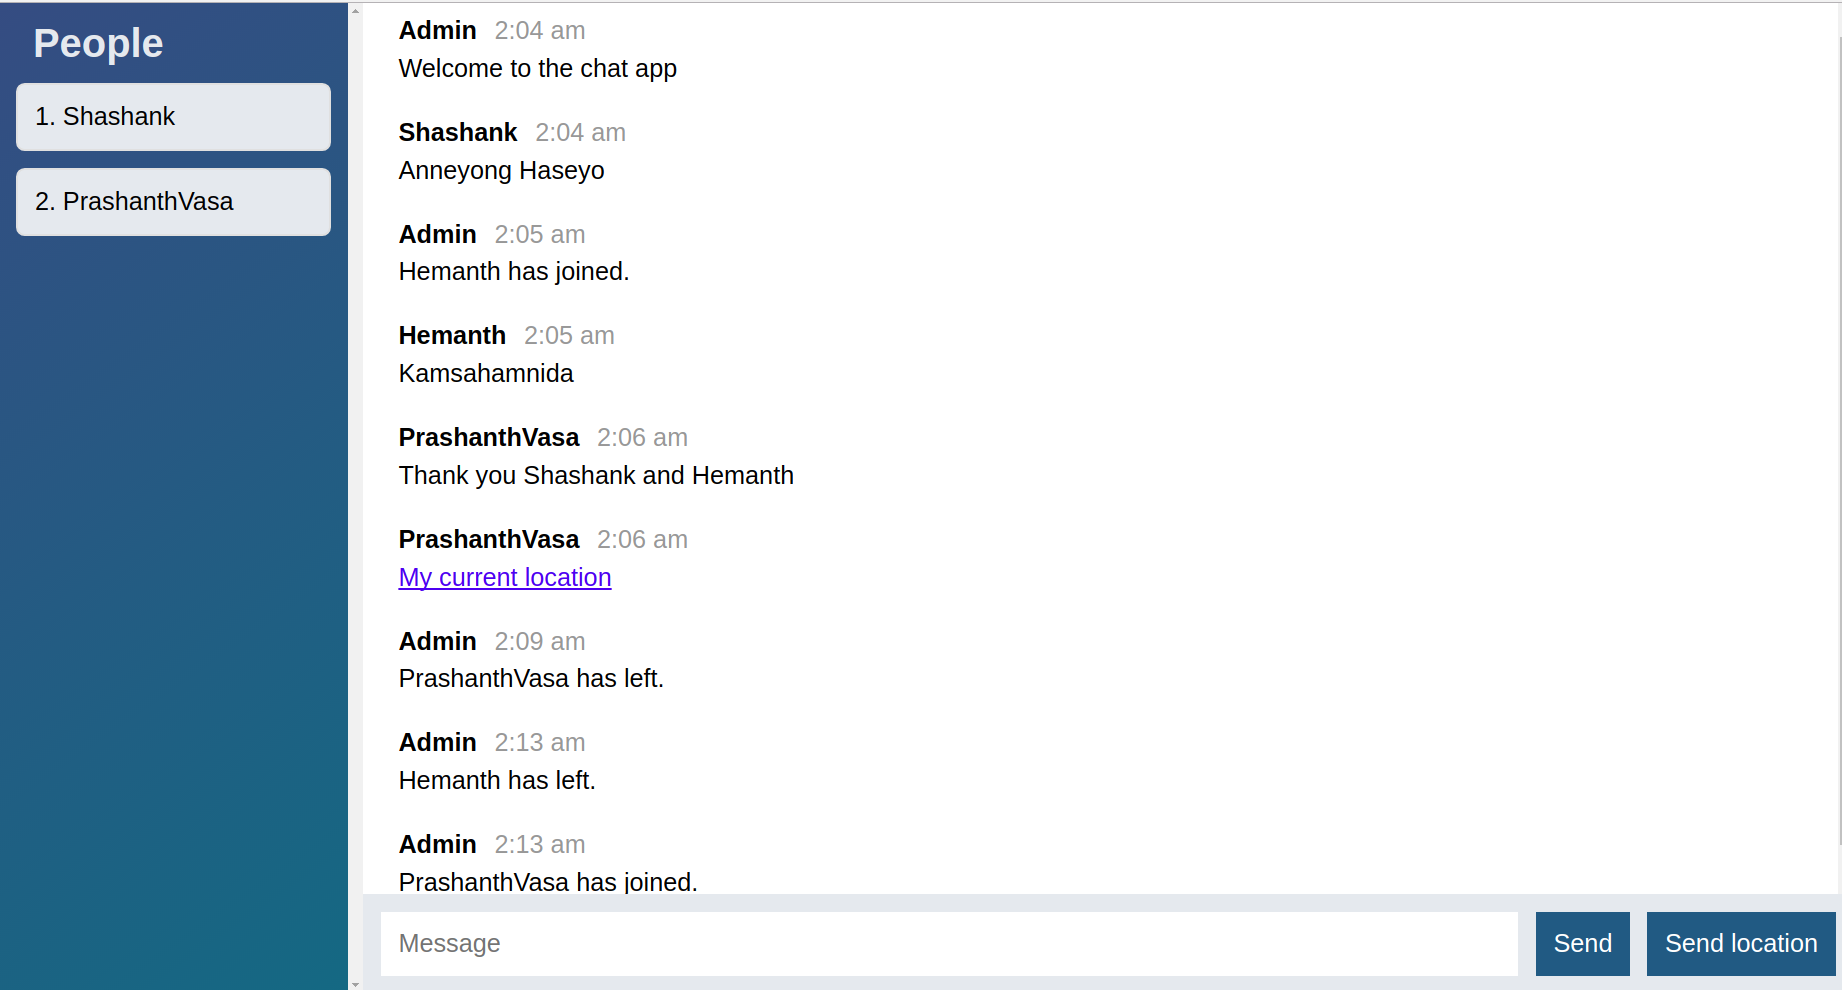 People
1. Shashank
2. PrashanthVasa
Admin 2:04 am
Welcome to the chat app
Shashank 2:04 am
Anneyong Haseyo
Admin 2:05 am
Hemanth has joined.
Hemanth 2:05 am
Kamsahamnida
PrashanthVasa 2:06 am
Thank you Shashank and Hemanth
PrashanthVasa 2:06 am
My current location
Admin 2:09 am
PrashanthVasa has left.
Admin 2:13 am
Hemanth has left.
Admin 2:13 am
PrashanthVasa has joined.
Message
Send
Send location